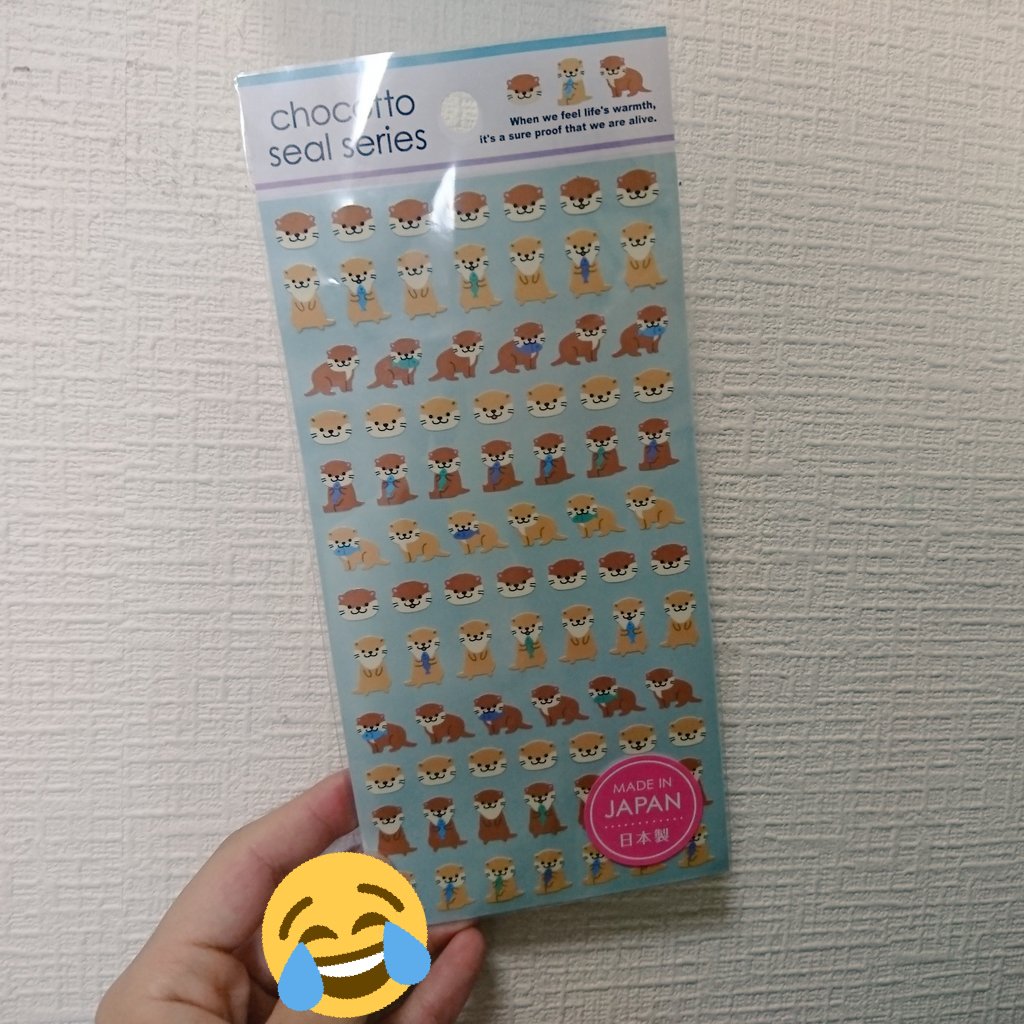 chocotto
seal series
When we feel life's warmth,
it's a sure proof that we are alive.
MADE IN
JAPAN
日本製